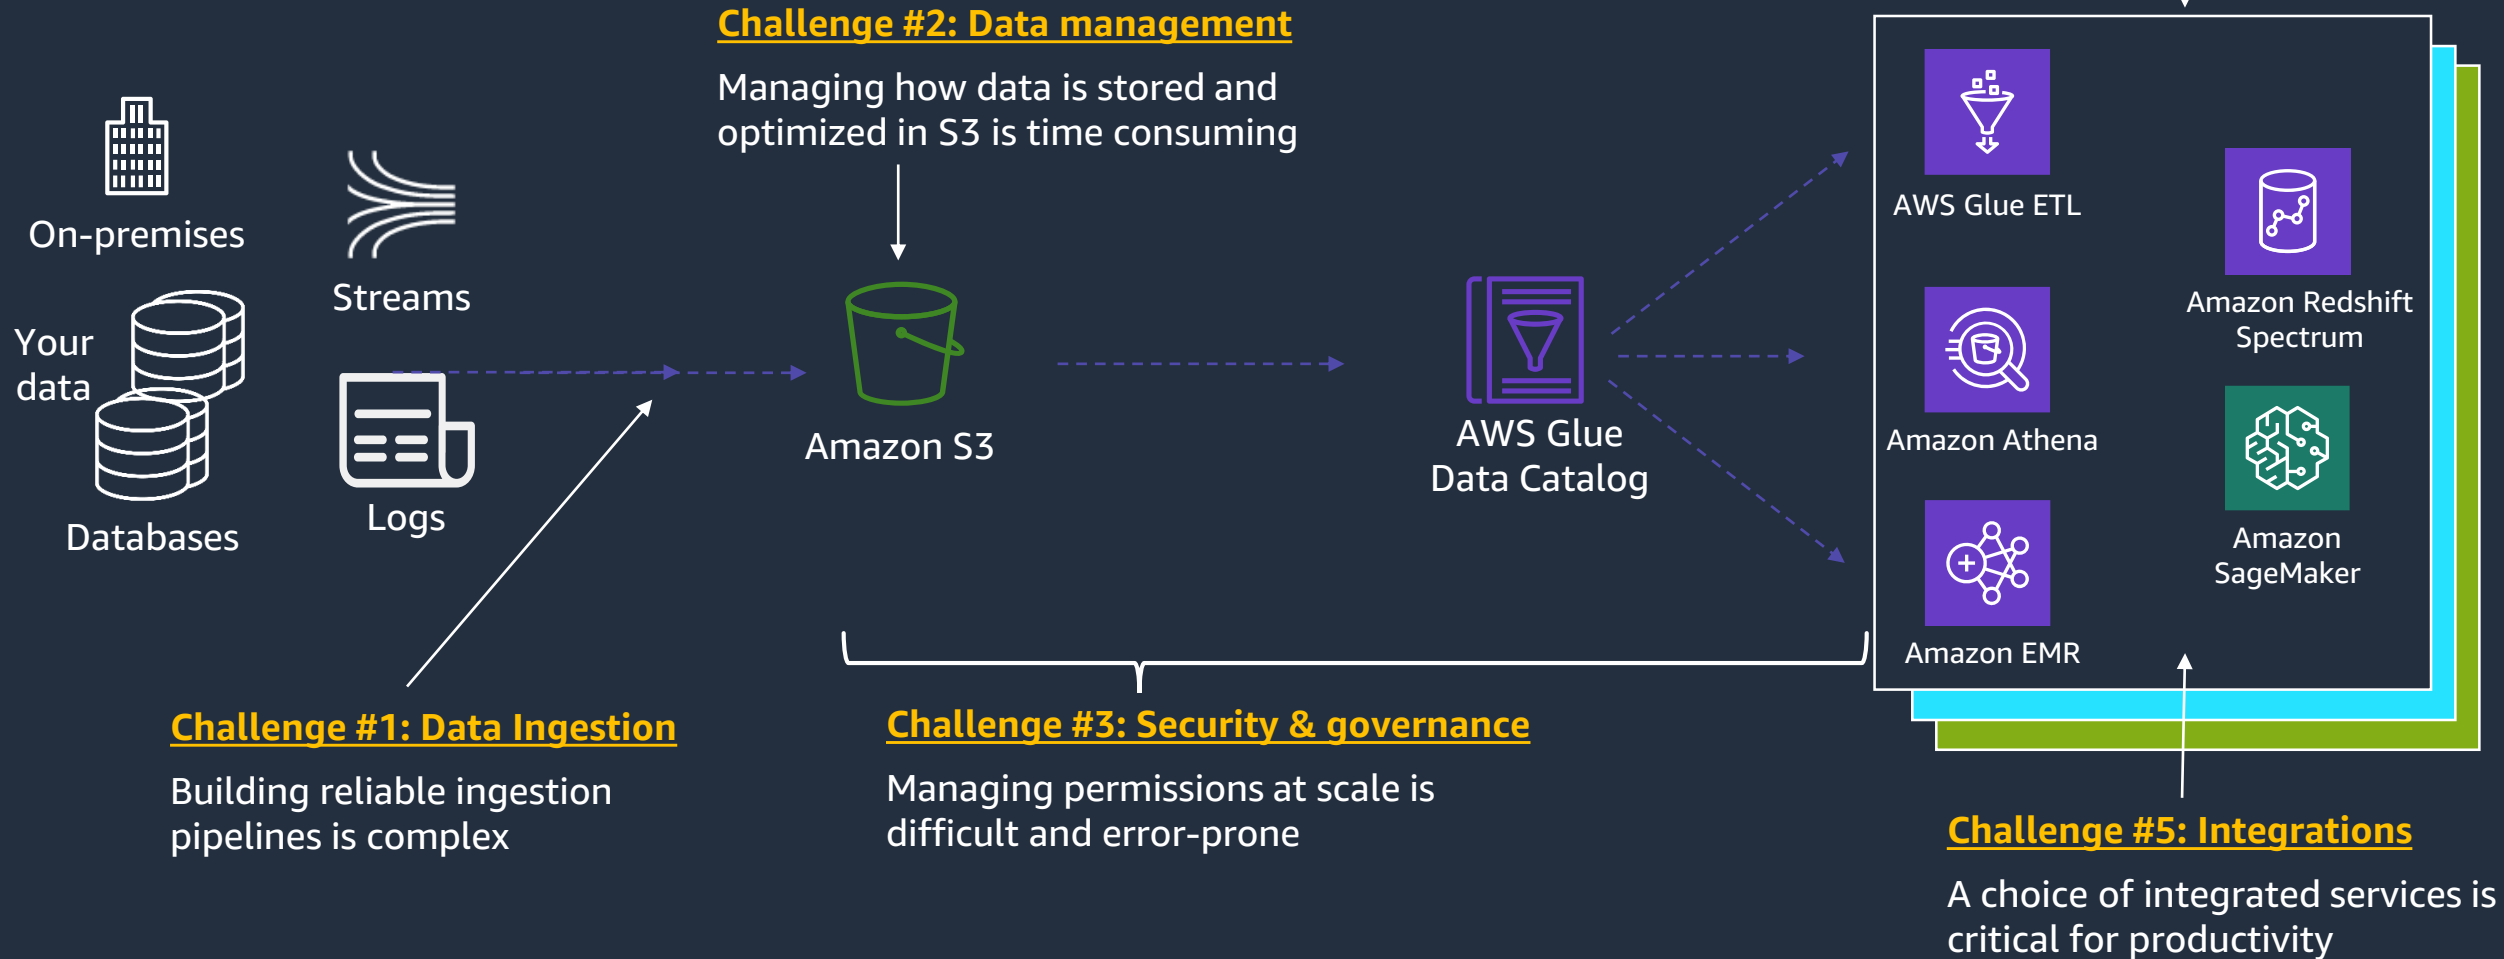 Challenge #2: Data management
Managing how data is stored and
optimized in S3 is time consuming
On-premises
Streams
Your
data
Databases
Logs
Amazon S3
AWS Glue
Data Catalog
AWS Glue ETL
Amazon Redshift
Spectrum
Amazon Athena
Amazon
SageMaker
Amazon EMR
Challenge #1: Data Ingestion
Building reliable ingestion
pipelines is complex
Challenge #3: Security & governance
Managing permissions at scale is
difficult and error-prone
Challenge #5: Integrations
A choice of integrated services is
critical for productivity